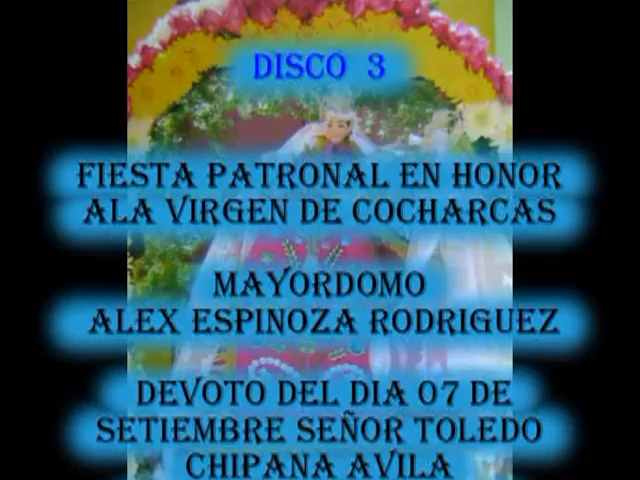 DISCO 3
FIESTA PATRONAL EN HONOR
ALA VIRGEN DE COCHARCAS
MAYORDOMO
ALEX ESPINOZA RODRIGUEZ
DEVOTO DEL DIA 07 DE
SETIEMBRE SEÑOR TOLEDO
CHIPANA AVILA